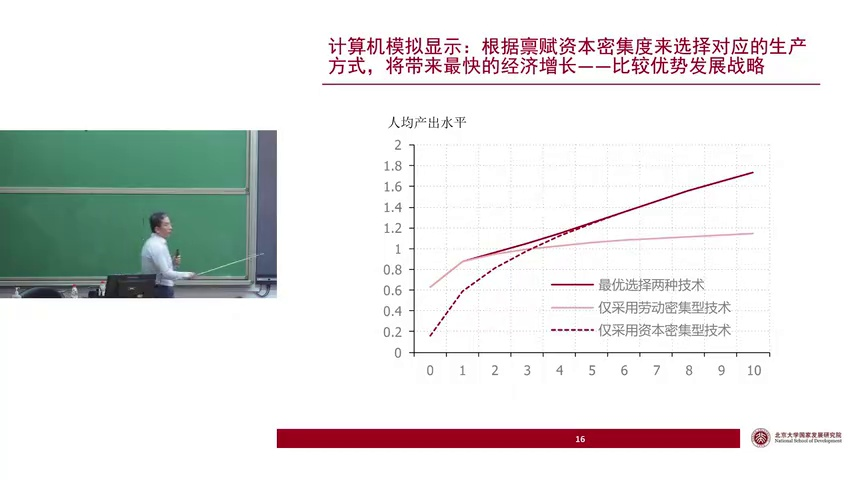 计算机模拟显示：根据禀赋资本密集度来选择对应的生产
方式，将带来最快的经济增长——比较优势发展战略
人均产出水平
2
1.8
1.6
1.4
1.2
1
0.8
0.6
0.4
0.2
0
0 1 2 3 4 5 6 7 8 9 10
最优选择两种技术
仅采用劳动密集型技术
仅采用资本密集型技术
16
北京大学国家发展研究院
National School of Development